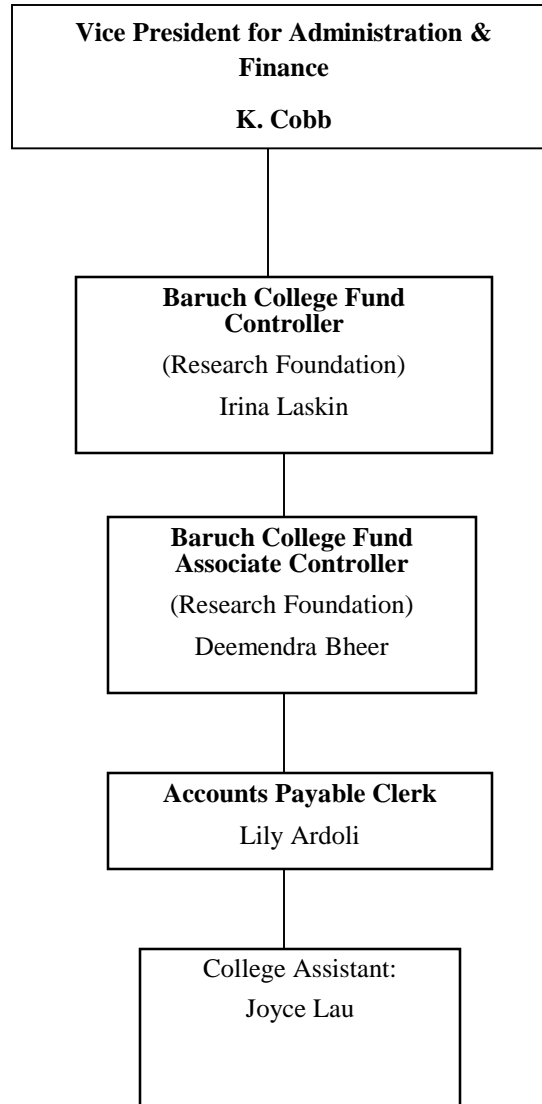 Vice President for Administration &
Finance
K. Cobb
Baruch College Fund
Controller
(Research Foundation)
Irina Laskin
Baruch College Fund
Associate Controller
(Research Foundation)
Deemendra Bheer
Accounts Payable Clerk
Lily Ardoli
College Assistant:
Joyce Lau